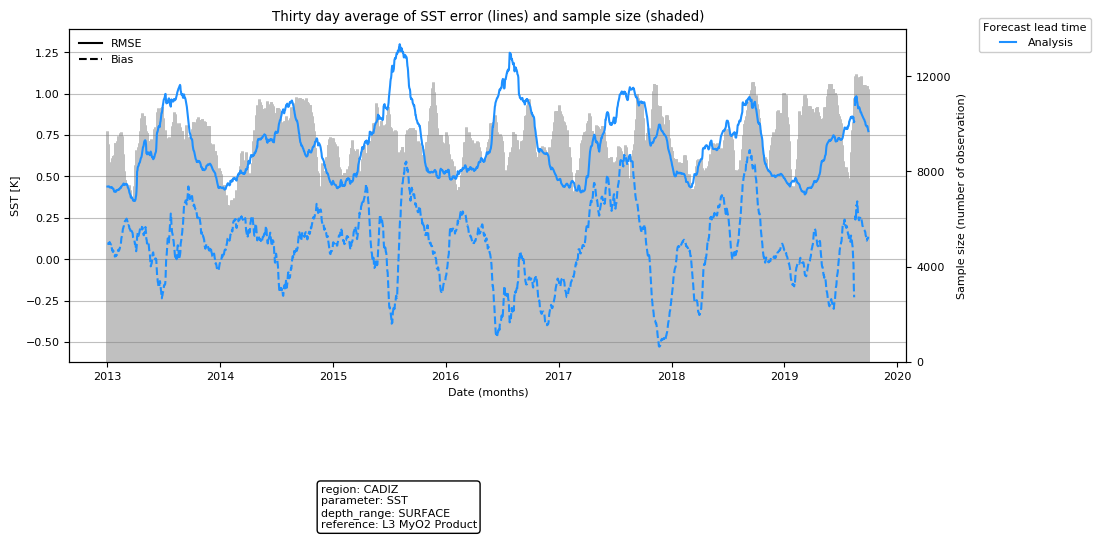 Thirty day average of SST error (lines) and sample size (shaded)
Forecast lead time
Analysis
RMSE
Bias
1.25
1.00
0.75
0.50
0.25
0.00
−0.25
−0.50
SST [K]
12000
8000
4000
0
Sample size (number of observation)
2013 2014 2015 2016 2017 2018 2019 2020
Date (months)
region: CADIZ
parameter: SST
depth_range: SURFACE
reference: L3 MyO2 Product